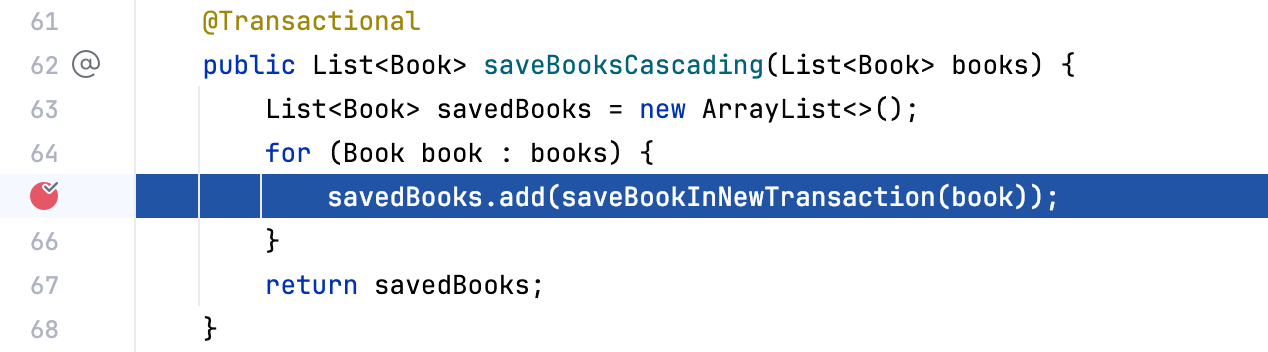 61 @Transactional
62 @ public List<Book> saveBooksCascading(List<Book> books) {
63 List<Book> savedBooks = new ArrayList<>();
64 for (Book book : books) {
savedBooks.add(saveBookInNewTransaction(book));
66 }
67 return savedBooks;
68 }